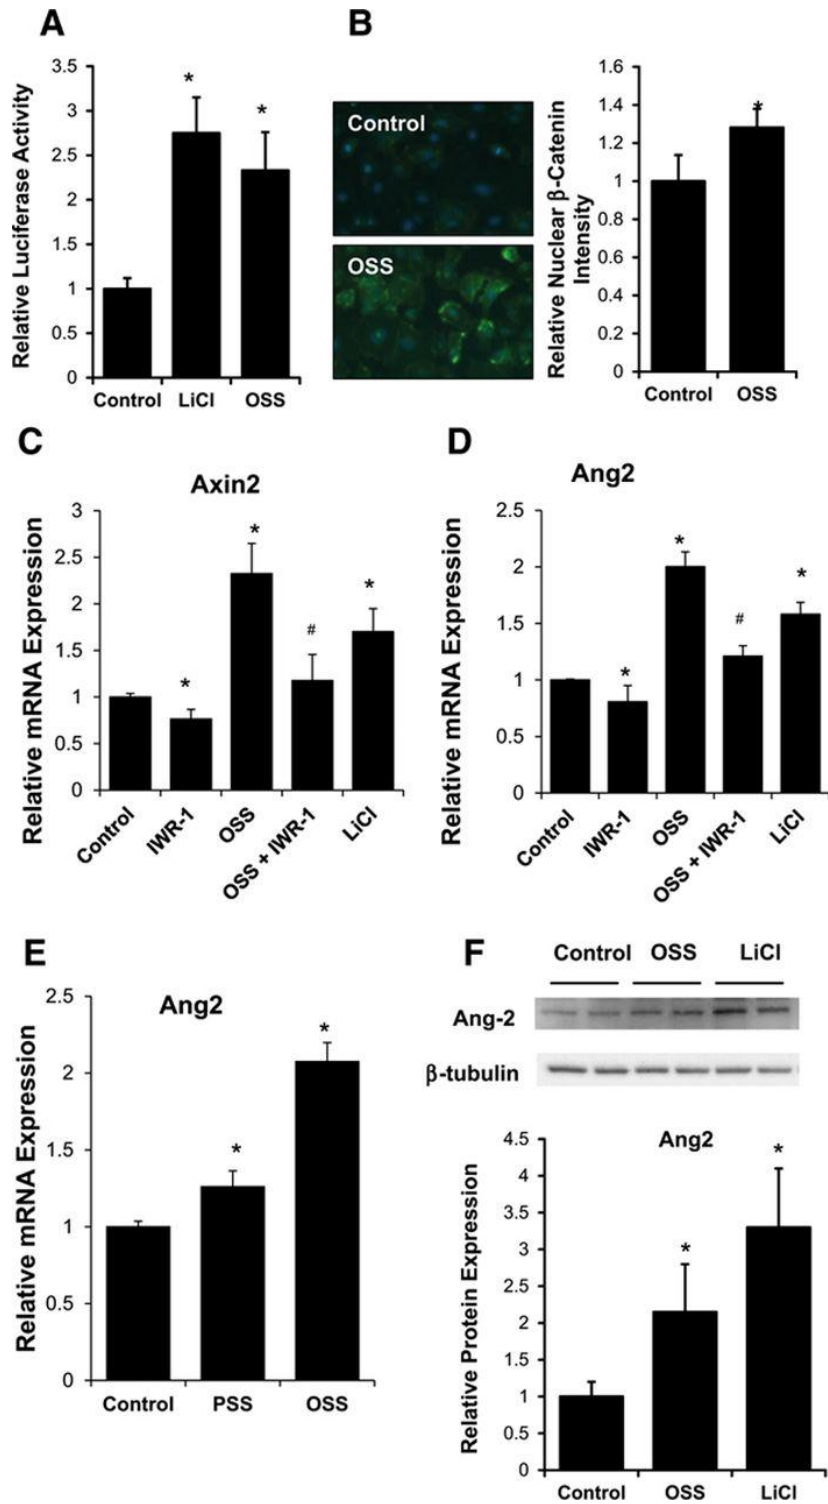 A
Relative Luciferase Activity
3.5
3
2.5
2
1.5
1
0.5
0
*
*
Control LiCl OSS
B
Control
OSS
Relative Nuclear β-Catenin
Intensity
1.6
1.4
1.2
1
0.8
0.6
0.4
0.2
0
*
Control OSS
C
Axin2
Relative mRNA Expression
3
2.5
2
1.5
1
0.5
0
*
*
#
*
Control
IWR-1
OSS
OSS + IWR-1
LiCl
D
Ang2
Relative mRNA Expression
2.5
2
1.5
1
0.5
0
*
*
#
*
Control
IWR-1
OSS
OSS + IWR-1
LiCl
E
Ang2
Relative mRNA Expression
2.5
2
1.5
1
0.5
0
*
*
Control PSS OSS
F
Control OSS LiCl
Ang-2
β-tubulin
Ang2
Relative Protein Expression
4.5
4
3.5
3
2.5
2
1.5
1
0.5
0
*
*
Control OSS LiCl